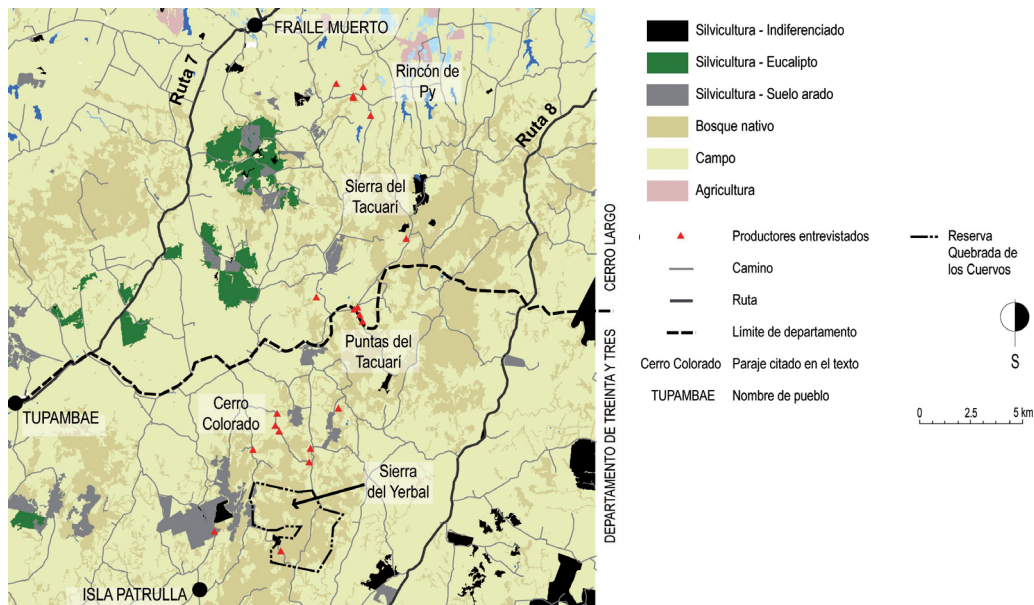 FRAILE MUERTO
Ruta 7
Rincón de
Py
Ruta 8
Sierra del
Tacuarí
Puntas del
Tacuarí
TUPAMBAE
Cerro
Colorado
Sierra
del Yerbal
ISLA PATRULLA
CERRO LARGO
DEPARTAMENTO DE TREINTA Y TRES
Silvicultura - Indiferenciado
Silvicultura - Eucalipto
Silvicultura - Suelo arado
Bosque nativo
Campo
Agricultura
Productores entrevistados
Camino
Ruta
Límite de departamento
Cerro Colorado Paraje citado en el texto
TUPAMBAE Nombre de pueblo
Reserva
Quebrada de
los Cuervos
S
0 2.5 5 km